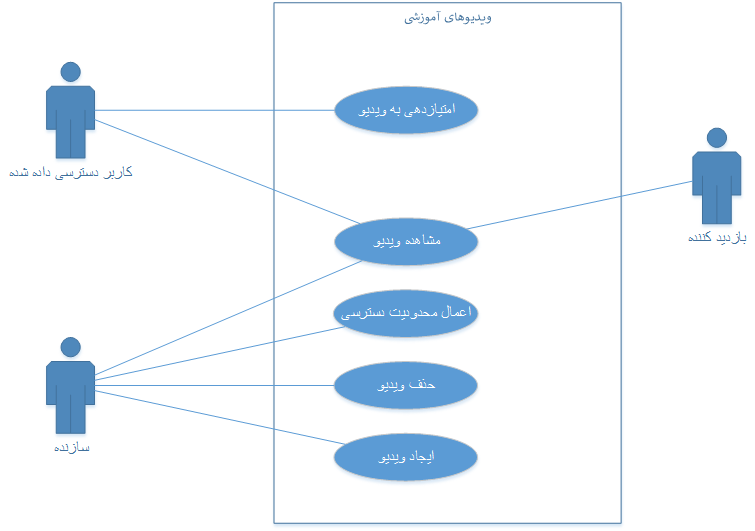 ویدیوهای آموزشی
امتیازدهی به ویدیو
کاربر دسترسی داده شده
مشاهده ویدیو
بازدید کننده
اعمال محدودیت دسترسی
حذف ویدیو
سازنده
ایجاد ویدیو